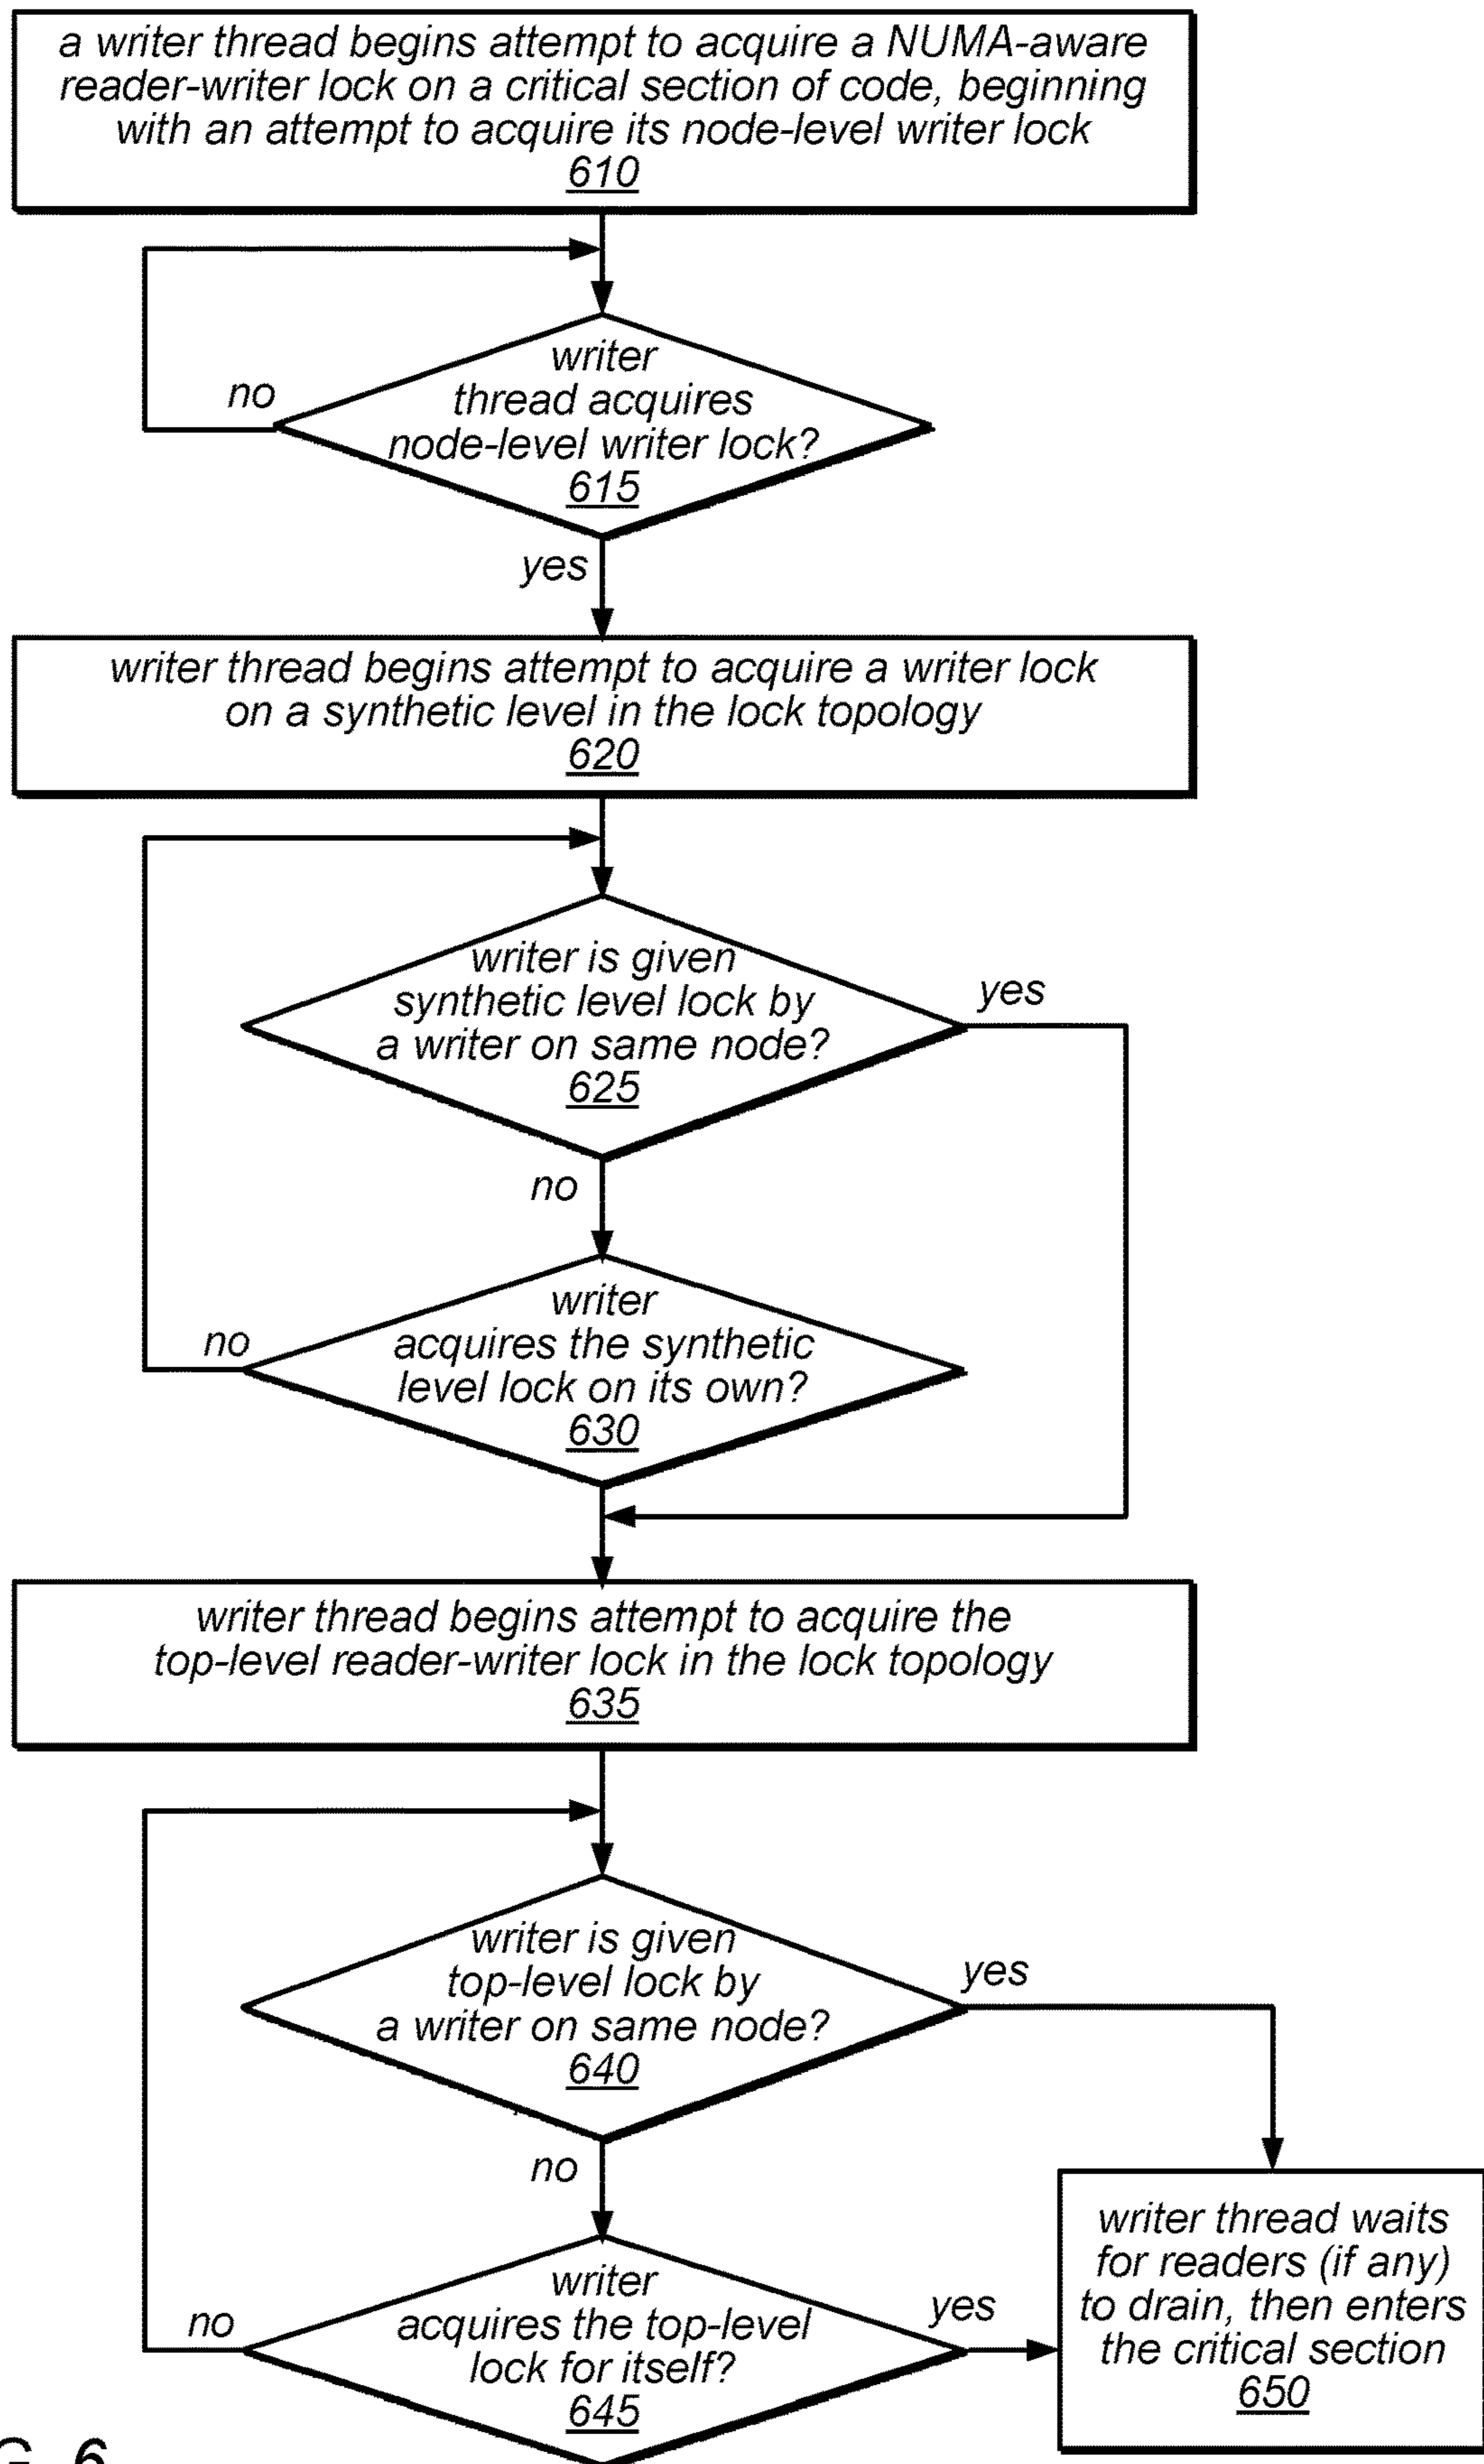 a writer thread begins attempt to acquire a NUMA-aware
reader-writer lock on a critical section of code, beginning
with an attempt to acquire its node-level writer lock
610
no
writer
thread acquires
node-level writer lock?
615
yes
writer thread begins attempt to acquire a writer lock
on a synthetic level in the lock topology
620
writer is given
synthetic level lock by
a writer on same node?
625
yes
no
writer
acquires the synthetic
level lock on its own?
630
no
writer thread begins attempt to acquire the
top-level reader-writer lock in the lock topology
635
writer is given
top-level lock by
a writer on same node?
640
yes
no
writer
acquires the top-level
lock for itself?
645
no
yes
writer thread waits
for readers (if any)
to drain, then enters
the critical section
650
6